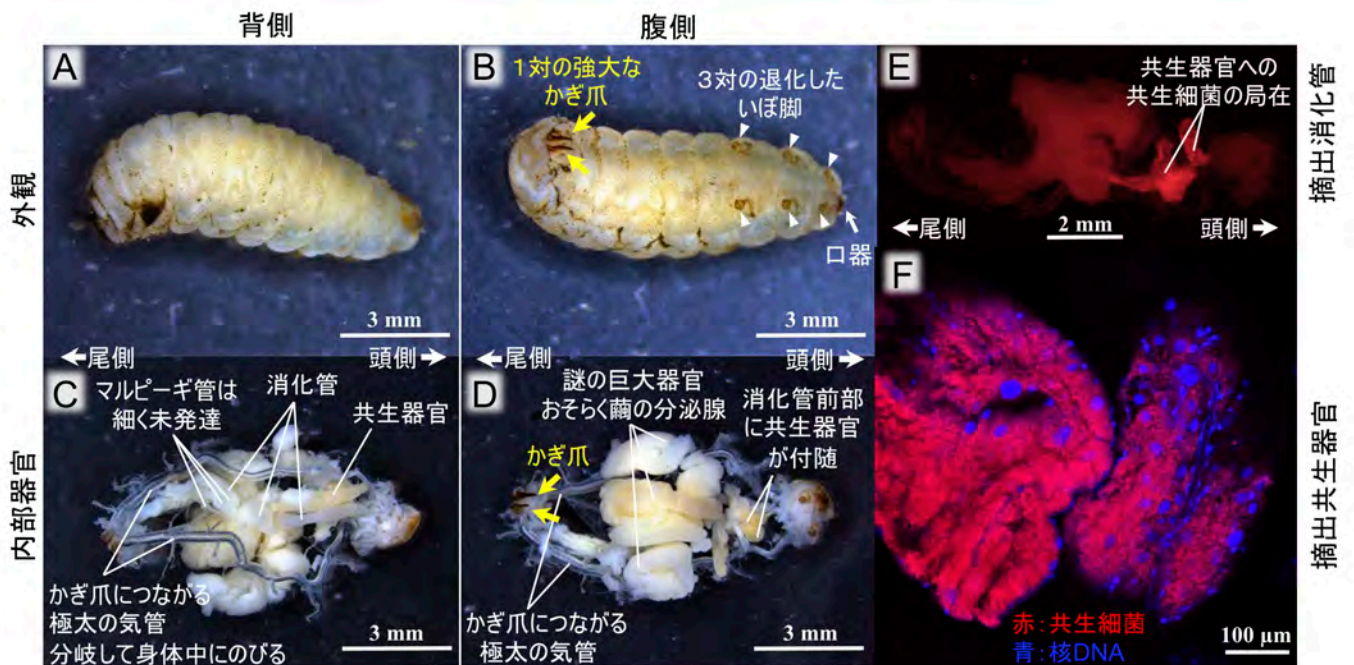 背側
腹側
外観
内部器官
摘出消化管
摘出共生器官
A
B
1対の強大な
かぎ爪
3対の退化した
いぼ脚
口器
3 mm
3 mm
E
共生器官への
共生細菌の局在
←尾側
2 mm
頭側→
←尾側
頭側→
←尾側
頭側→
C
マルピーギ管は
細く未発達
消化管
共生器官
かぎ爪につながる
極太の気管
分岐して身体中にのびる
3 mm
D
謎の巨大器官
おそらく繭の分泌腺
消化管前部
に共生器官
が付随
かぎ爪
かぎ爪につながる
極太の気管
3 mm
F
赤：共生細菌
青：核DNA
100 µm